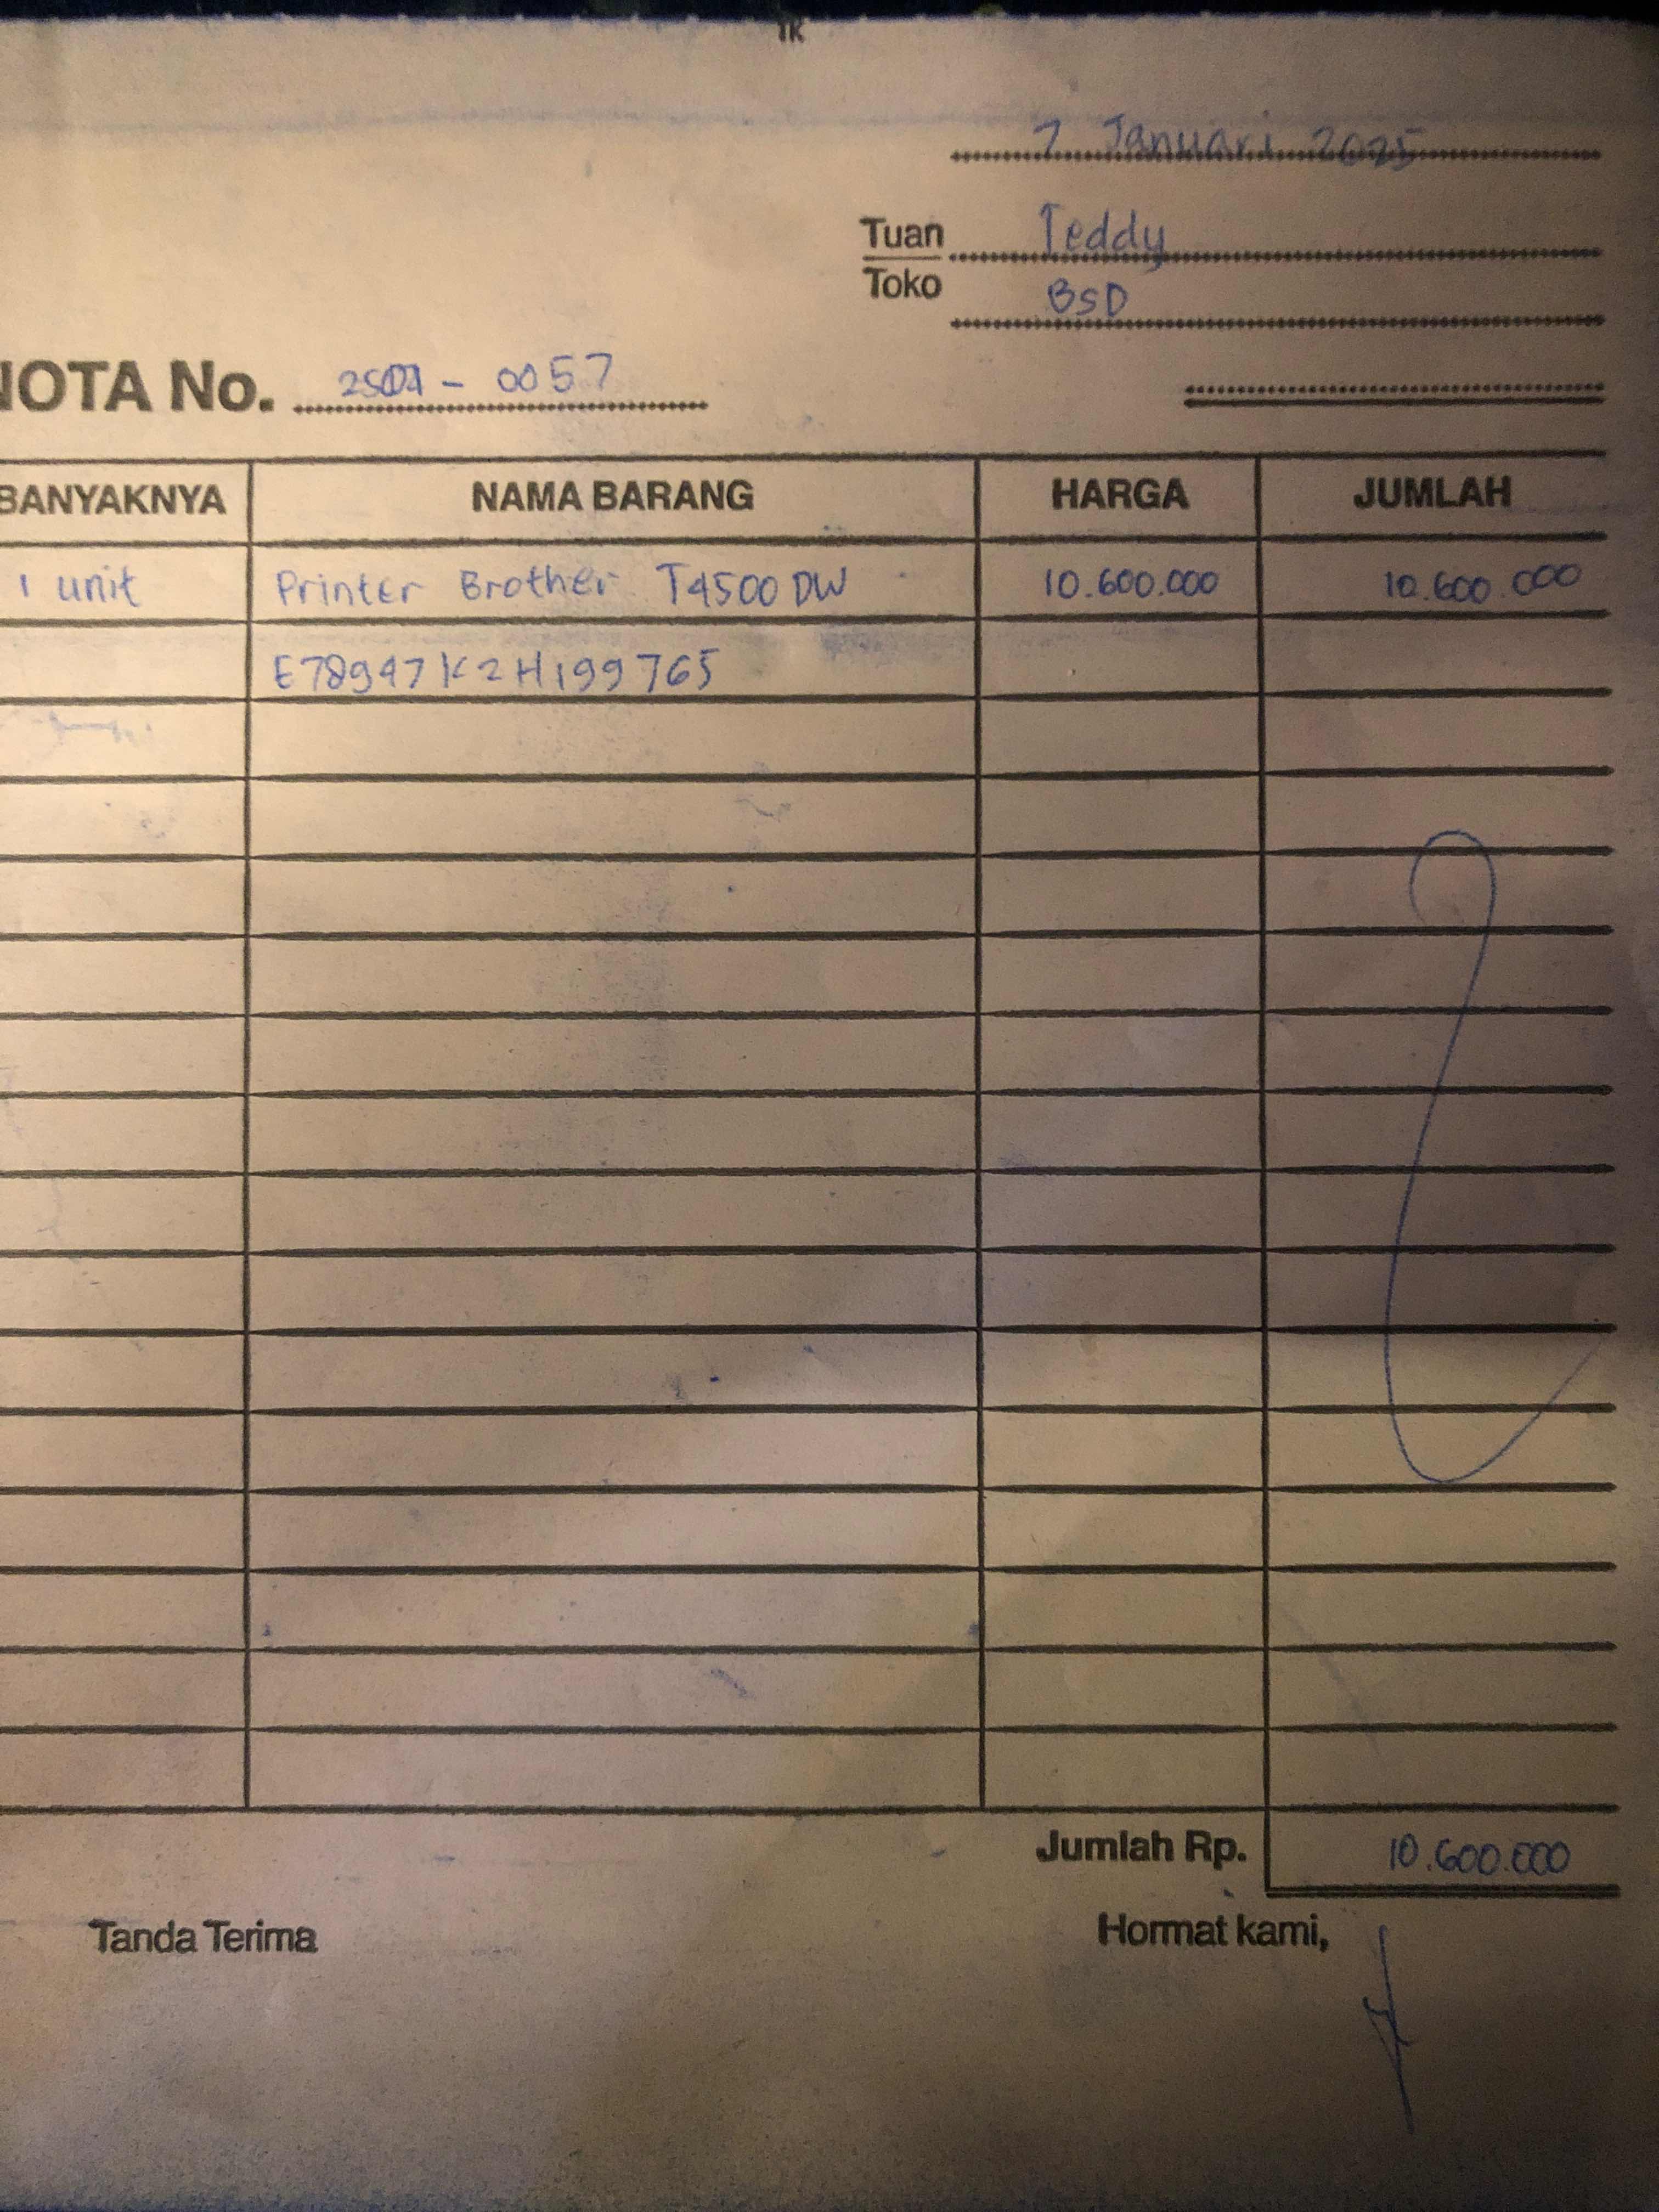 7 Januari 2025
Tuan Teddy
Toko BSD
NOTA No. 2501 - 0057
BANYAKNYA NAMA BARANG HARGA JUMLAH
1 unit Printer Brother T4500 DW 10.600.000 10.600.000
E78947K2H199765
Jumlah Rp. 10.600.000
Tanda Terima Hormat kami,